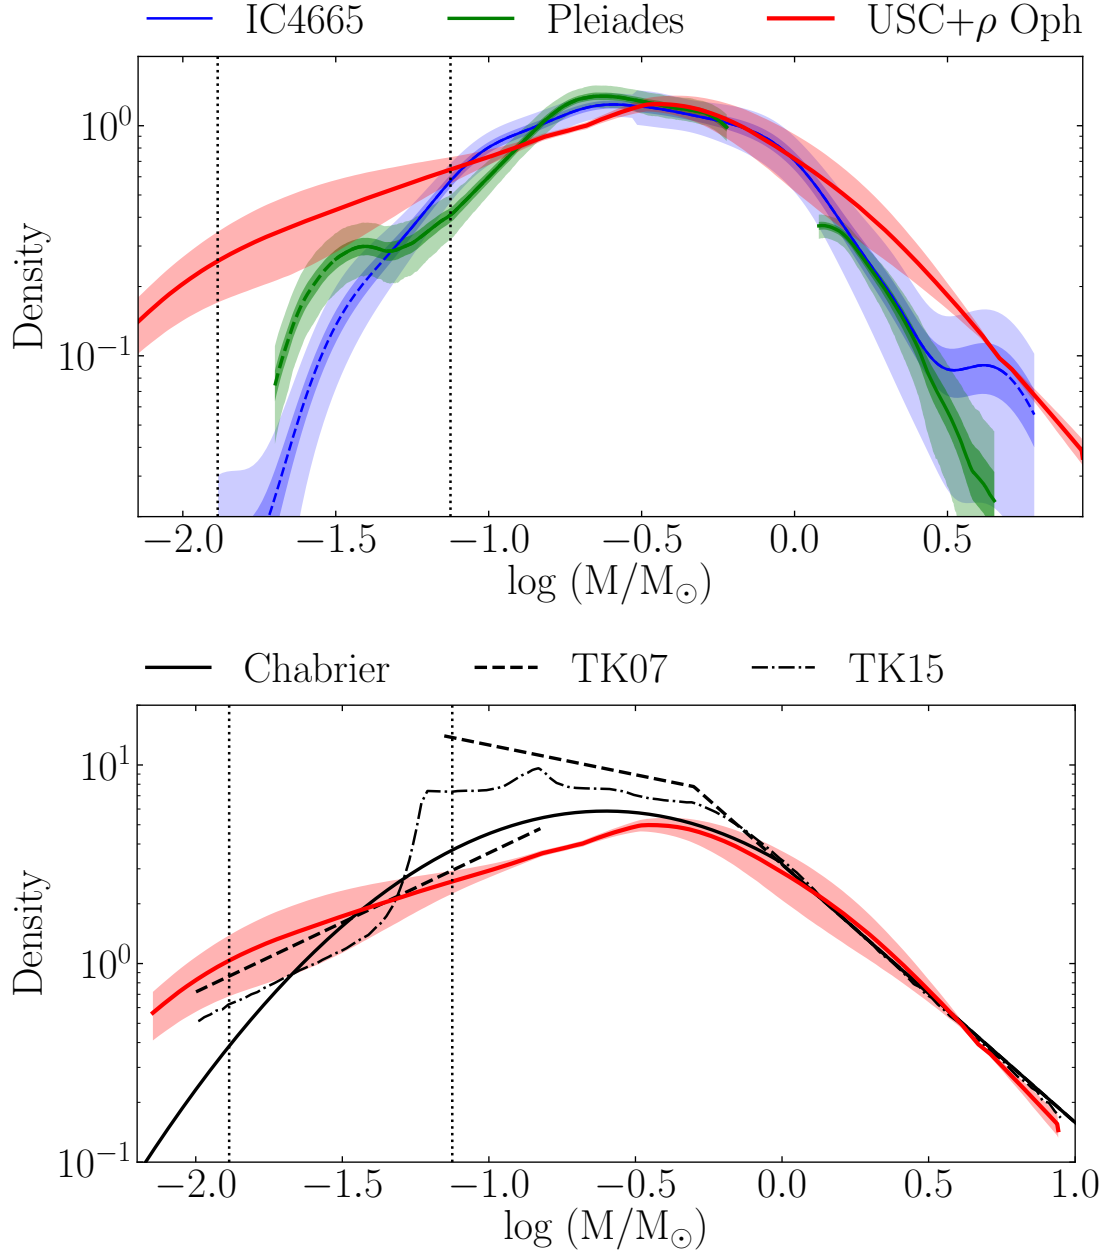 IC4665 Pleiades USC+ρ Oph
10⁰
10⁻¹
Density
−2.0 −1.5 −1.0 −0.5 0.0 0.5
log (M/M☉)
Chabrier TK07 TK15
10¹
10⁰
10⁻¹
Density
−2.0 −1.5 −1.0 −0.5 0.0 0.5 1.0
log (M/M☉)